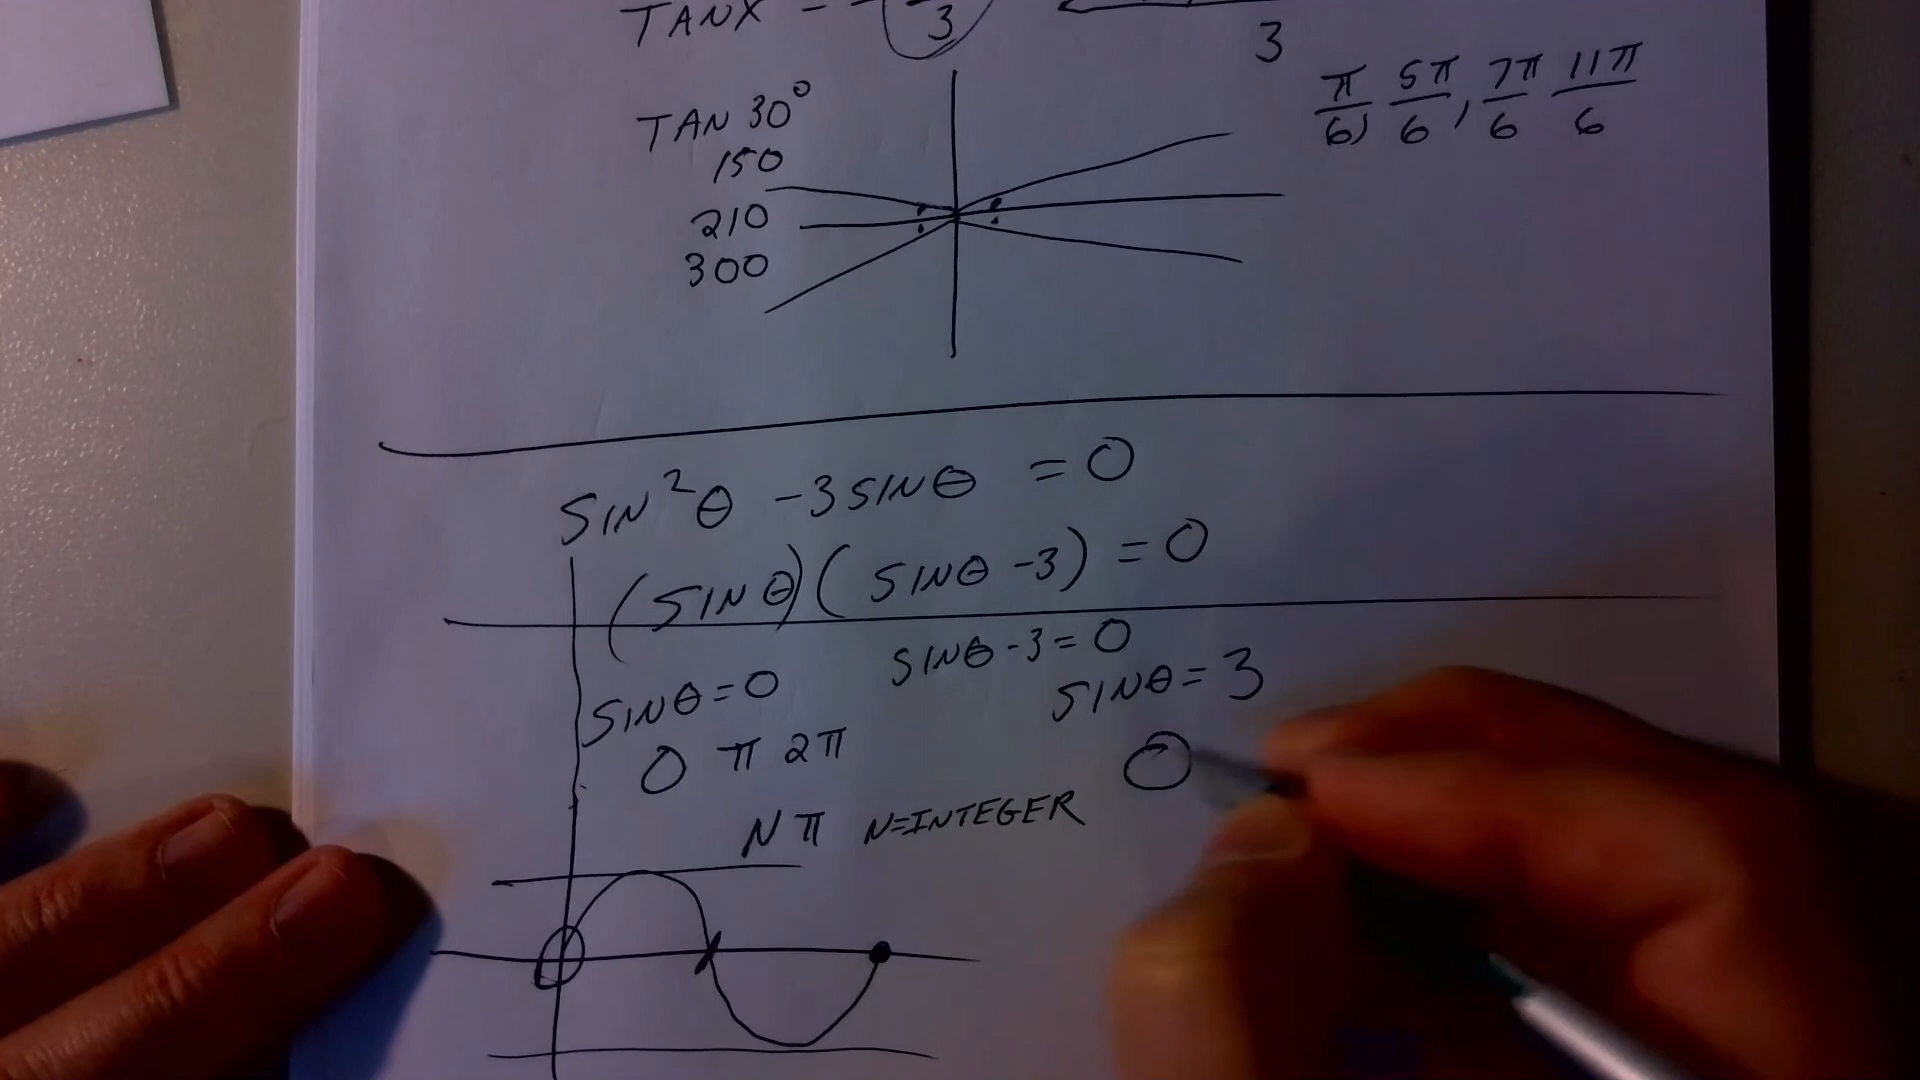 TANX = 3
3
TAN 30°
150
210
300
π/6, 5π/6, 7π/6 11π/6
SIN²θ - 3SINθ = 0
(SINθ)(SINθ - 3) = 0
SINθ = 0
SINθ - 3 = 0
SINθ = 3
0 π 2π
Nπ N=INTEGER